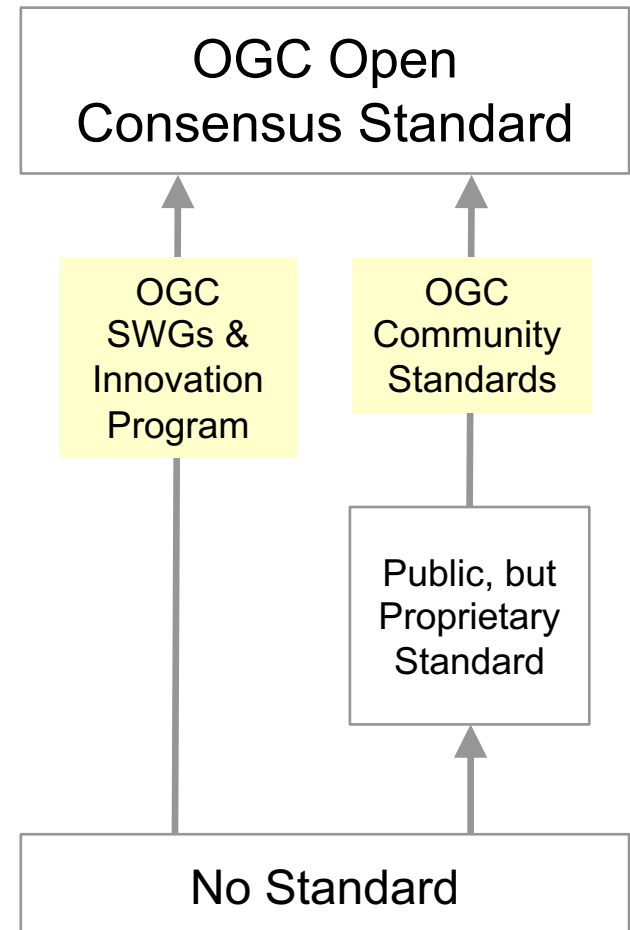 OGC Open
Consensus Standard
OGC
SWGs &
Innovation
Program
OGC
Community
Standards
Public, but
Proprietary
Standard
No Standard